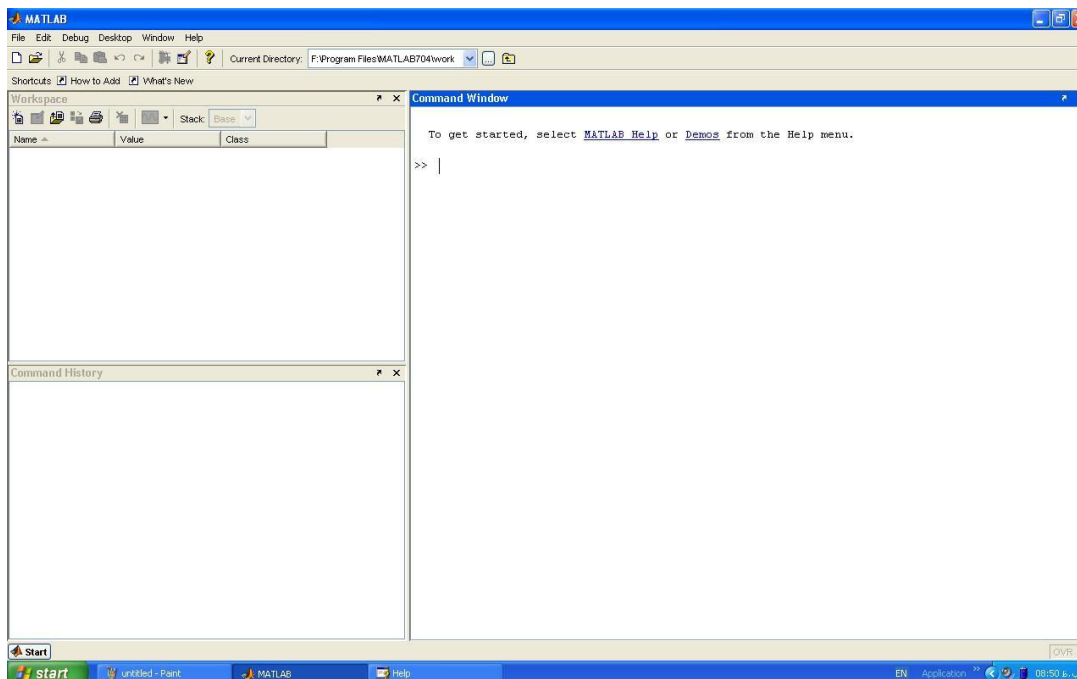 MATLAB
File Edit Debug Desktop Window Help
Current Directory: F:\Program Files\MATLAB704\work
Shortcuts How to Add What's New
Workspace
Stack: Base
Name Value Class
Command History
Command Window
To get started, select MATLAB Help or Demos from the Help menu.
>>
Start
OVR
start untitled - Paint MATLAB Help EN Application 08:50